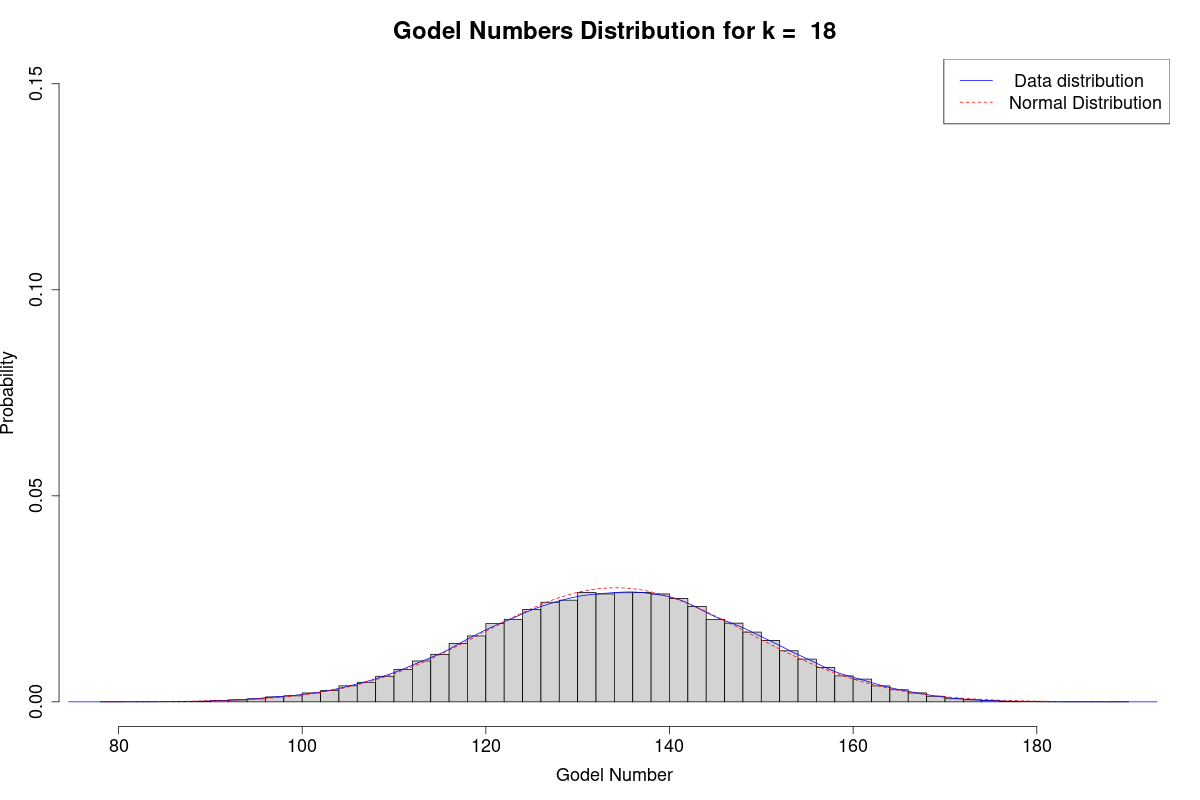 Godel Numbers Distribution for k =  18
Data distribution
Normal Distribution
Probability
0.15
0.10
0.05
0.00
80 100 120 140 160 180
Godel Number